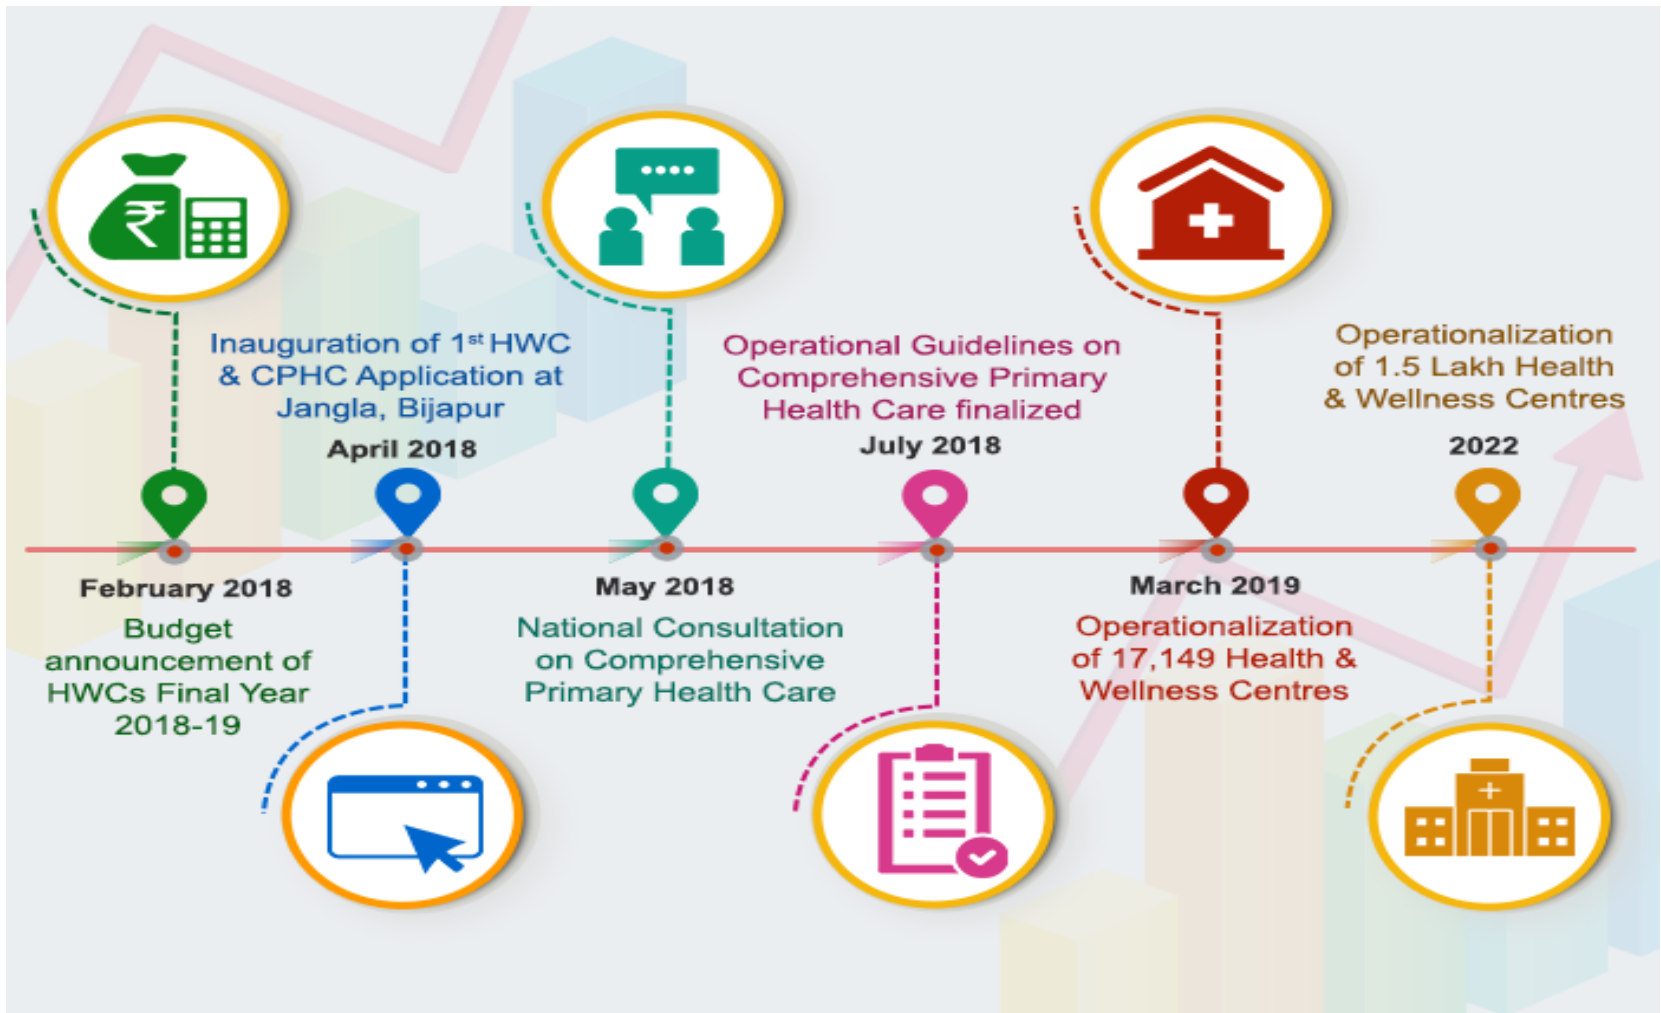 February 2018
Budget
announcement of
HWCs Final Year
2018-19
Inauguration of 1st HWC
& CPHC Application at
Jangla, Bijapur
April 2018
May 2018
National Consultation
on Comprehensive
Primary Health Care
Operational Guidelines on
Comprehensive Primary
Health Care finalized
July 2018
March 2019
Operationalization
of 17,149 Health &
Wellness Centres
Operationalization
of 1.5 Lakh Health
& Wellness Centres
2022